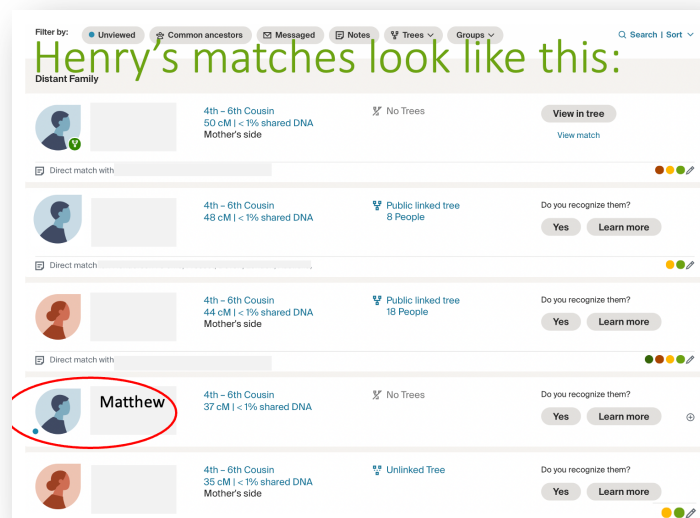 Filter by: Unviewed Common ancestors Messaged Notes Trees Groups Search | Sort
Henry's matches look like this:
Distant Family
4th – 6th Cousin No Trees View in tree
50 cM | < 1% shared DNA
Mother's side View match
Direct match with
4th – 6th Cousin Public linked tree Do you recognize them?
48 cM | < 1% shared DNA 8 People
Yes Learn more
Direct match
4th – 6th Cousin Public linked tree Do you recognize them?
44 cM | < 1% shared DNA 18 People
Mother's side Yes Learn more
Direct match with
Matthew 4th – 6th Cousin No Trees Do you recognize them?
37 cM | < 1% shared DNA
Yes Learn more
4th – 6th Cousin Unlinked Tree Do you recognize them?
35 cM | < 1% shared DNA
Mother's side Yes Learn more